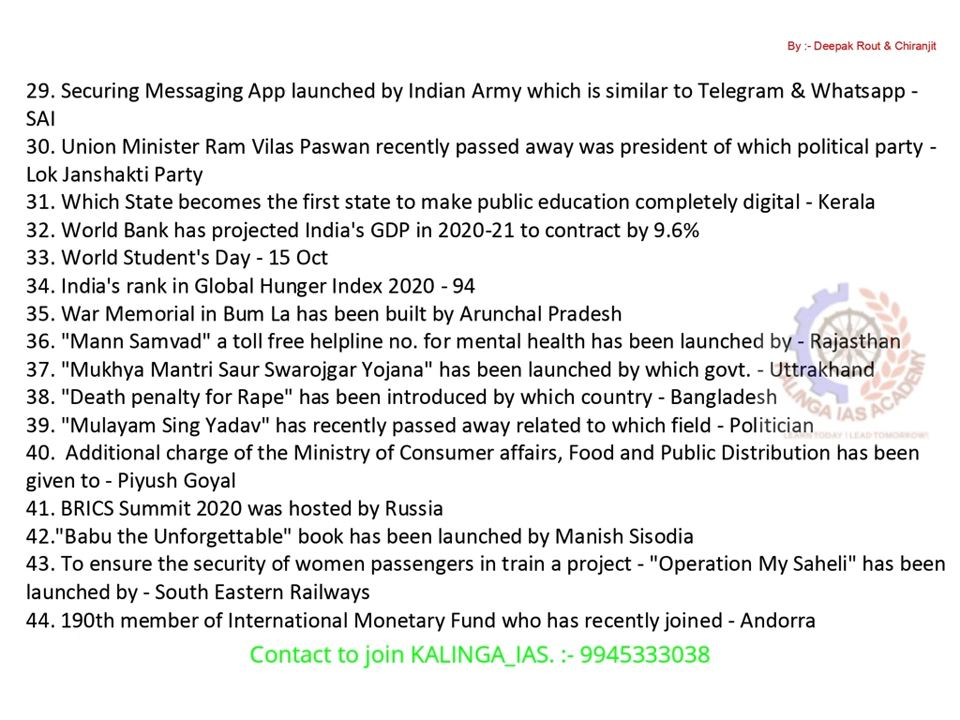 By :- Deepak Rout & Chiranjit
29. Securing Messaging App launched by Indian Army which is similar to Telegram & Whatsapp -
SAI
30. Union Minister Ram Vilas Paswan recently passed away was president of which political party -
Lok Janshakti Party
31. Which State becomes the first state to make public education completely digital - Kerala
32. World Bank has projected India's GDP in 2020-21 to contract by 9.6%
33. World Student's Day - 15 Oct
34. India's rank in Global Hunger Index 2020 - 94
35. War Memorial in Bum La has been built by Arunchal Pradesh
36. "Mann Samvad" a toll free helpline no. for mental health has been launched by - Rajasthan
37. "Mukhya Mantri Saur Swarojgar Yojana" has been launched by which govt. - Uttrakhand
38. "Death penalty for Rape" has been introduced by which country - Bangladesh
39. "Mulayam Sing Yadav" has recently passed away related to which field - Politician
40.  Additional charge of the Ministry of Consumer affairs, Food and Public Distribution has been
given to - Piyush Goyal
41. BRICS Summit 2020 was hosted by Russia
42."Babu the Unforgettable" book has been launched by Manish Sisodia
43. To ensure the security of women passengers in train a project - "Operation My Saheli" has been
launched by - South Eastern Railways
44. 190th member of International Monetary Fund who has recently joined - Andorra
Contact to join KALINGA_IAS. :- 9945333038
KALINGA IAS ACADEMY
LEARN TODAY ! LEAD TOMORROW!